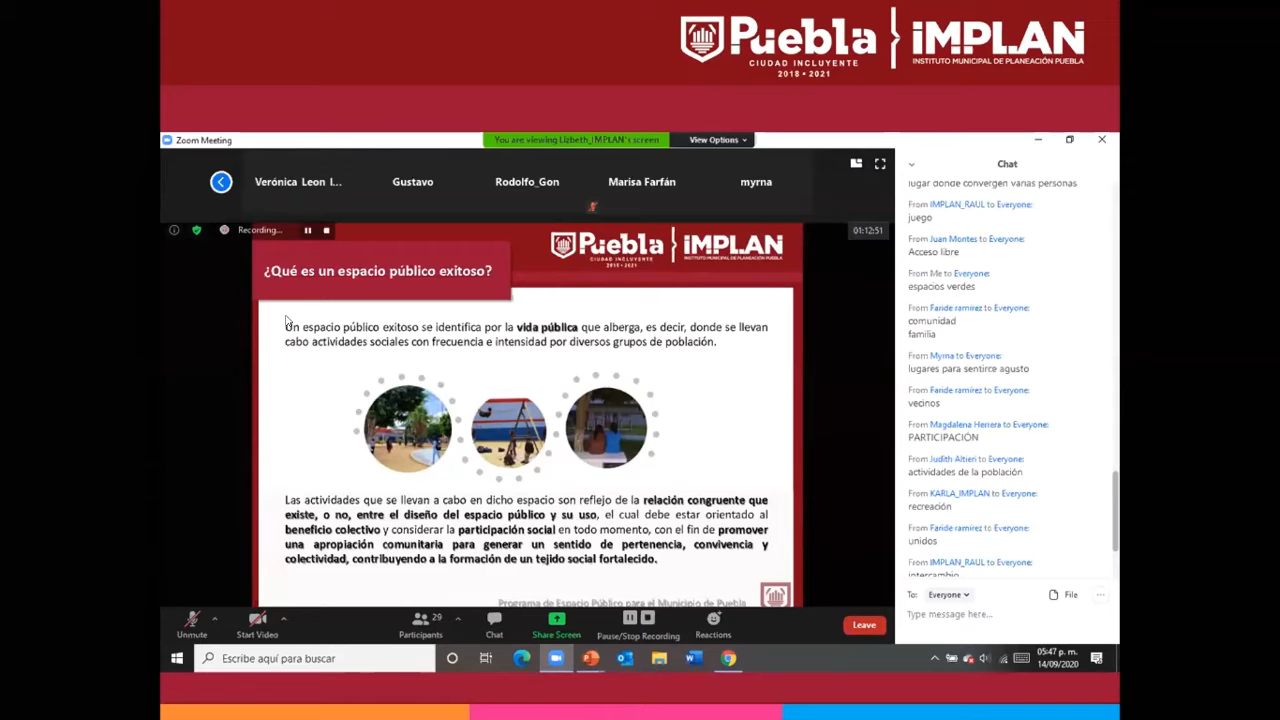 Puebla
CIUDAD INCLUYENTE
2018 • 2021
iMPLAN
INSTITUTO MUNICIPAL DE PLANEACIÓN PUEBLA
Zoom Meeting
You are viewing Lizbeth_IMPLAN's screen
View Options
Verónica Leon I...
Gustavo
Rodolfo_Gon
Marisa Farfán
myrna
Recording...
01:12:51
¿Qué es un espacio público exitoso?
Puebla
iMPLAN
Un espacio público exitoso se identifica por la vida pública que alberga, es decir, donde se llevan
cabo actividades sociales con frecuencia e intensidad por diversos grupos de población.
Las actividades que se llevan a cabo en dicho espacio son reflejo de la relación congruente que
existe, o no, entre el diseño del espacio público y su uso, el cual debe estar orientado al
beneficio colectivo y considerar la participación social en todo momento, con el fin de promover
una apropiación comunitaria para generar un sentido de pertenencia, convivencia y
colectividad, contribuyendo a la formación de un tejido social fortalecido.
Programa de Espacio Público para el Municipio de Puebla
Chat
lugar donde convergen varias personas
From IMPLAN_RAUL to Everyone:
juego
From Juan Montes to Everyone:
Acceso libre
From Me to Everyone:
espacios verdes
From Faride ramírez to Everyone:
comunidad
familia
From Myrna to Everyone:
lugares para sentirce agusto
From Faride ramírez to Everyone:
vecinos
From Magdalena Herrera to Everyone:
PARTICIPACIÓN
From Judith Altieri to Everyone:
actividades de la población
From KARLA_IMPLAN to Everyone:
recreación
From Faride ramírez to Everyone:
unidos
From IMPLAN_RAUL to Everyone:
intercambio
To: Everyone
File
Type message here...
Unmute
Start Video
29
Participants
Chat
Share Screen
Pause/Stop Recording
Reactions
Leave
Escribe aquí para buscar
05:47 p. m.
14/09/2020